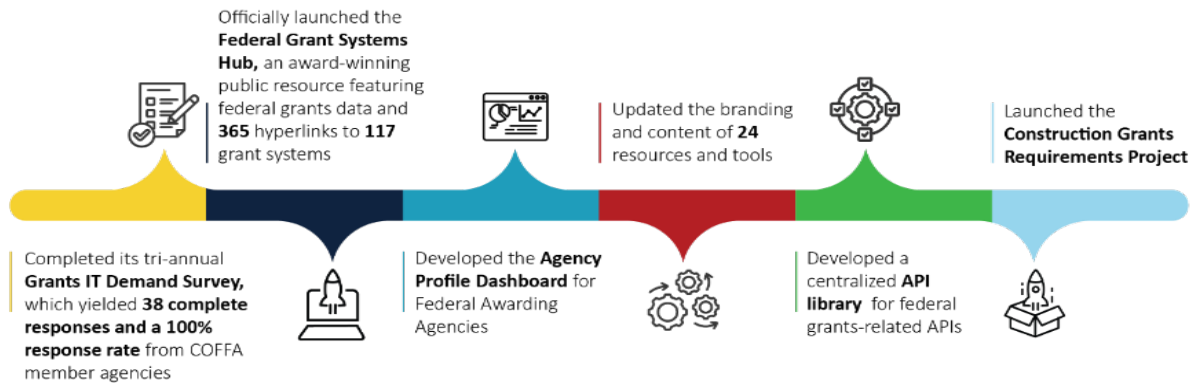 Completed its tri-annual
Grants IT Demand Survey,
which yielded 38 complete
responses and a 100%
response rate from COFFA
member agencies
Officially launched the
Federal Grant Systems
Hub, an award-winning
public resource featuring
federal grants data and
365 hyperlinks to 117
grant systems
Developed the Agency
Profile Dashboard for
Federal Awarding
Agencies
Updated the branding
and content of 24
resources and tools
Developed a
centralized API
library for federal
grants-related APIs
Launched the
Construction Grants
Requirements Project